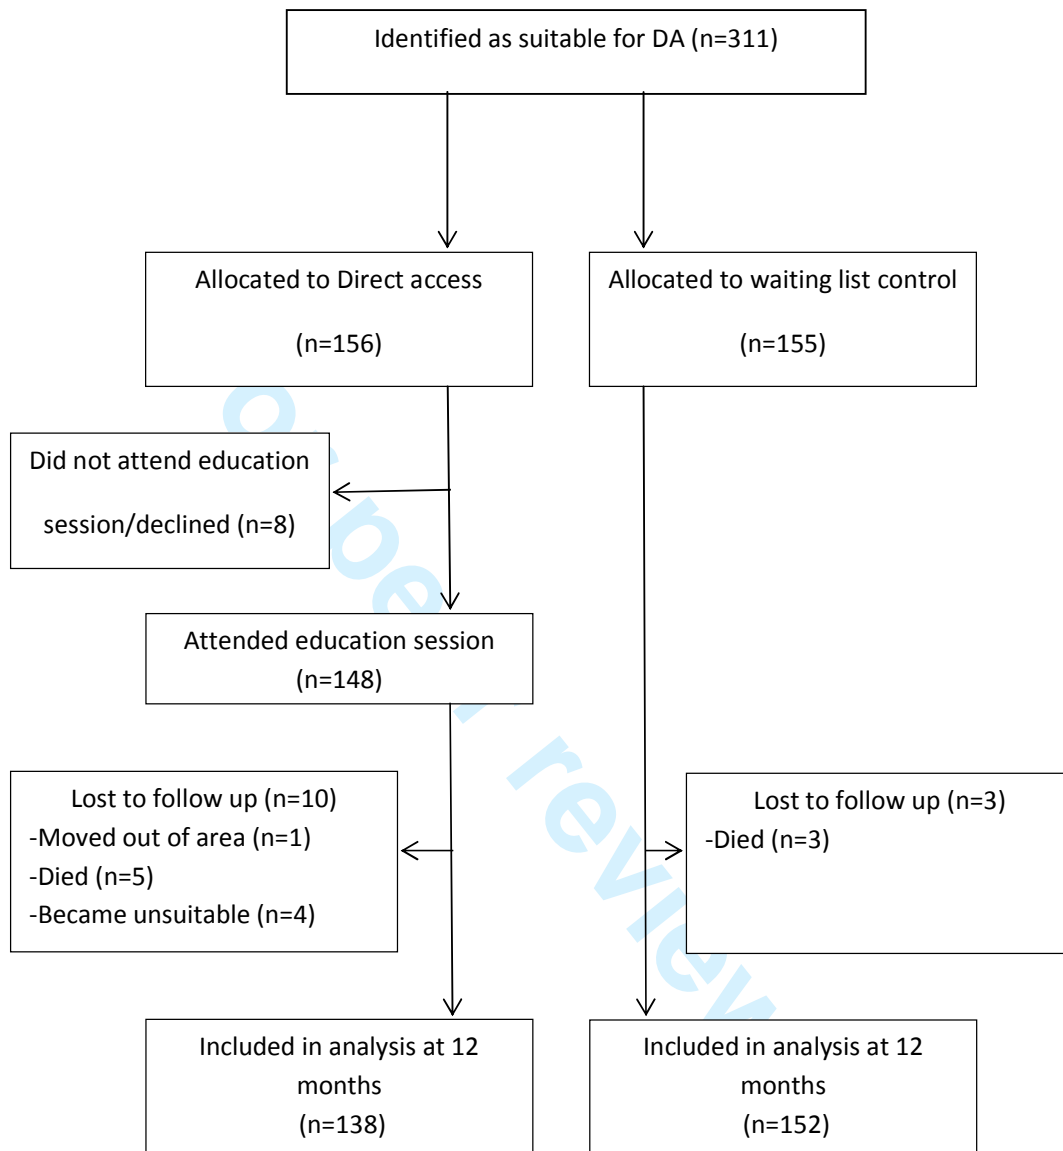 Identified as suitable for DA (n=311)
Allocated to Direct access
(n=156)
Allocated to waiting list control
(n=155)
Did not attend education
session/declined (n=8)
Attended education session
(n=148)
Lost to follow up (n=10)
-Moved out of area (n=1)
-Died (n=5)
-Became unsuitable (n=4)
Lost to follow up (n=3)
-Died (n=3)
Included in analysis at 12
months
(n=138)
Included in analysis at 12
months
(n=152)
or peer review